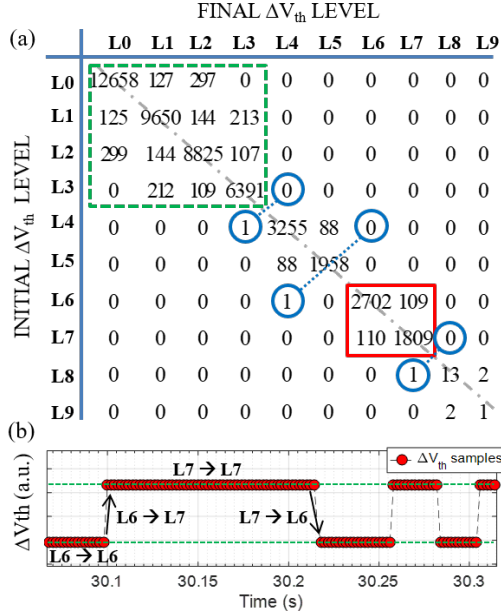 FINAL ΔVth LEVEL
(a) L0 L1 L2 L3 L4 L5 L6 L7 L8 L9
INITIAL ΔVth LEVEL
L0 12658 127 297 0 0 0 0 0 0 0
L1 125 9650 144 213 0 0 0 0 0 0
L2 299 144 8825 107 0 0 0 0 0 0
L3 0 212 109 6391 0 0 0 0 0 0
L4 0 0 0 1 3255 88 0 0 0 0
L5 0 0 0 0 88 1958 0 0 0 0
L6 0 0 0 0 1 0 2702 109 0 0
L7 0 0 0 0 0 0 110 1809 0 0
L8 0 0 0 0 0 0 0 1 13 2
L9 0 0 0 0 0 0 0 0 2 1
(b)
ΔVth samples
L7 → L7
L6 → L7 L7 → L6
L6 → L6
ΔVth (a.u.)
30.1 30.15 30.2 30.25 30.3
Time (s)